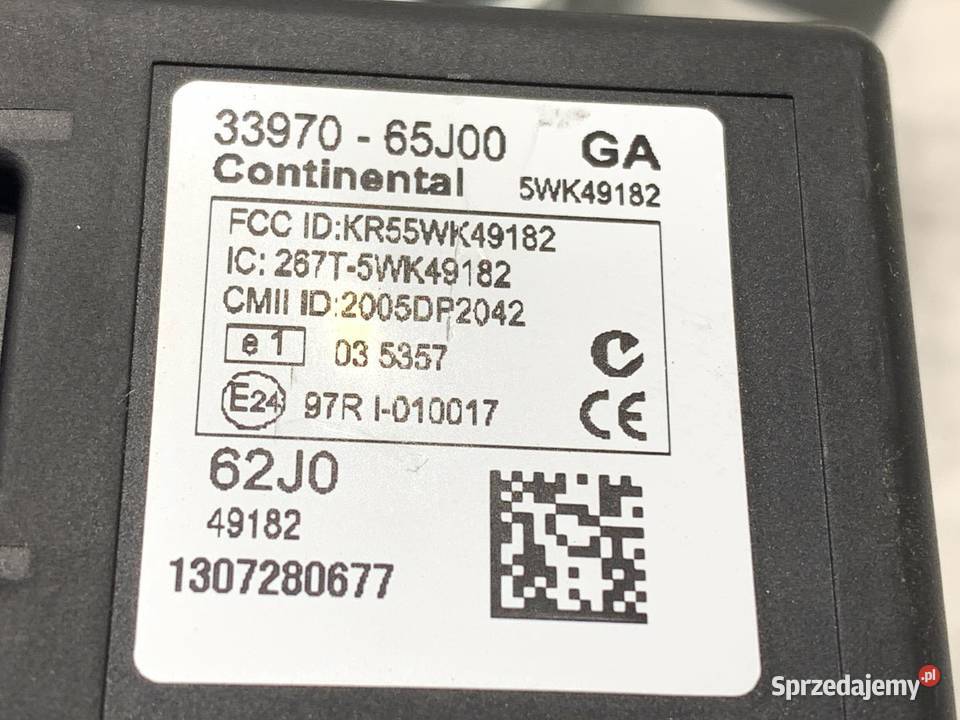 33970 - 65J00 GA
Continental 5WK49182
FCC ID:KR55WK49182
IC: 267T-5WK49182
CMII ID:2005DP2042
e 1 03 5357
E24 97R I-010017
CE
62J0
49182
1307280677
Sprzedajemy.pl